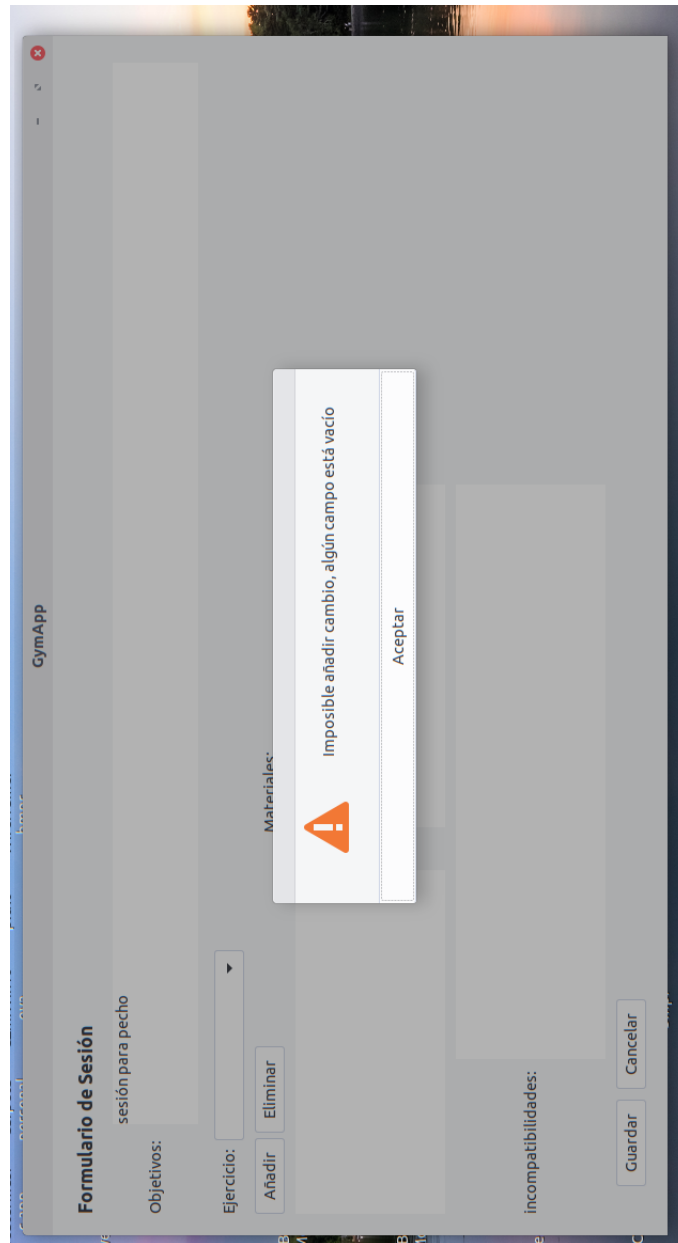 GymApp
Formulario de Sesión
Objetivos:
sesión para pecho
Ejercicio:
Añadir
Eliminar
Materiales:
Imposible añadir cambio, algún campo está vacío
Aceptar
incompatibilidades:
Guardar
Cancelar